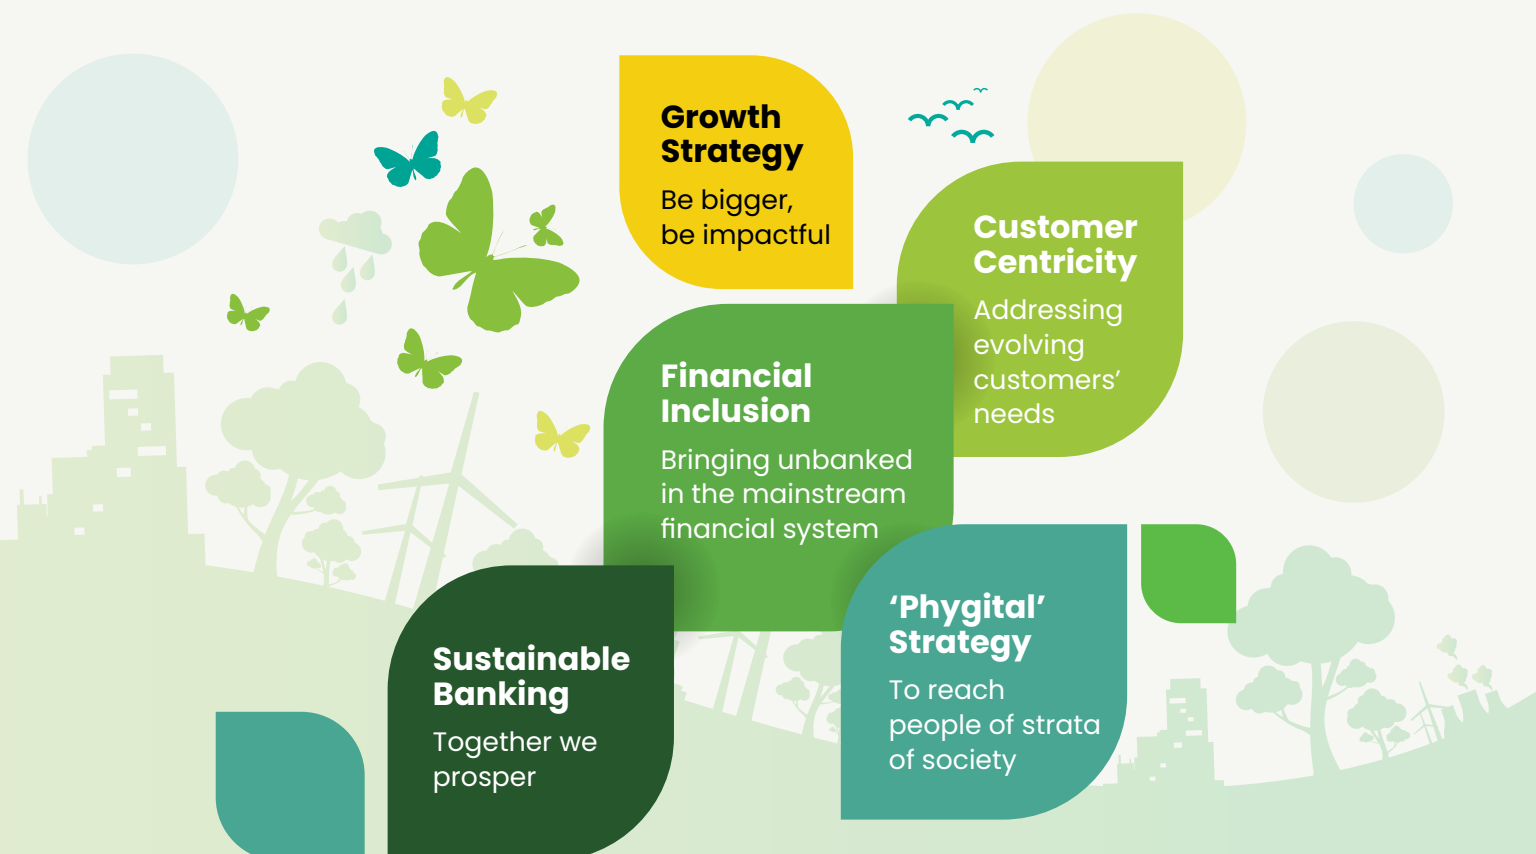 Growth
Strategy
Be bigger,
be impactful
Customer
Centricity
Addressing
evolving
customers’
needs
Financial
Inclusion
Bringing unbanked
in the mainstream
financial system
‘Phygital’
Strategy
To reach
people of strata
of society
Sustainable
Banking
Together we
prosper